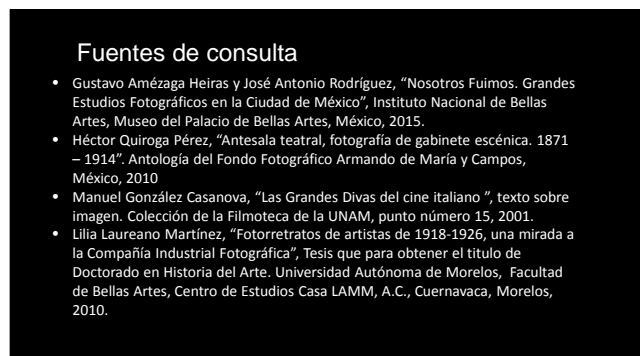 Fuentes de consulta
• Gustavo Amézaga Heiras y José Antonio Rodríguez, “Nosotros Fuimos. Grandes
Estudios Fotográficos en la Ciudad de México”, Instituto Nacional de Bellas
Artes, Museo del Palacio de Bellas Artes, México, 2015.
• Héctor Quiroga Pérez, “Antesala teatral, fotografía de gabinete escénica. 1871
– 1914”. Antología del Fondo Fotográfico Armando de María y Campos,
México, 2010
• Manuel González Casanova, “Las Grandes Divas del cine italiano ”, texto sobre
imagen. Colección de la Filmoteca de la UNAM, punto número 15, 2001.
• Lilia Laureano Martínez, “Fotorretratos de artistas de 1918-1926, una mirada a
la Compañía Industrial Fotográfica”, Tesis que para obtener el titulo de
Doctorado en Historia del Arte. Universidad Autónoma de Morelos, Facultad
de Bellas Artes, Centro de Estudios Casa LAMM, A.C., Cuernavaca, Morelos,
2010.